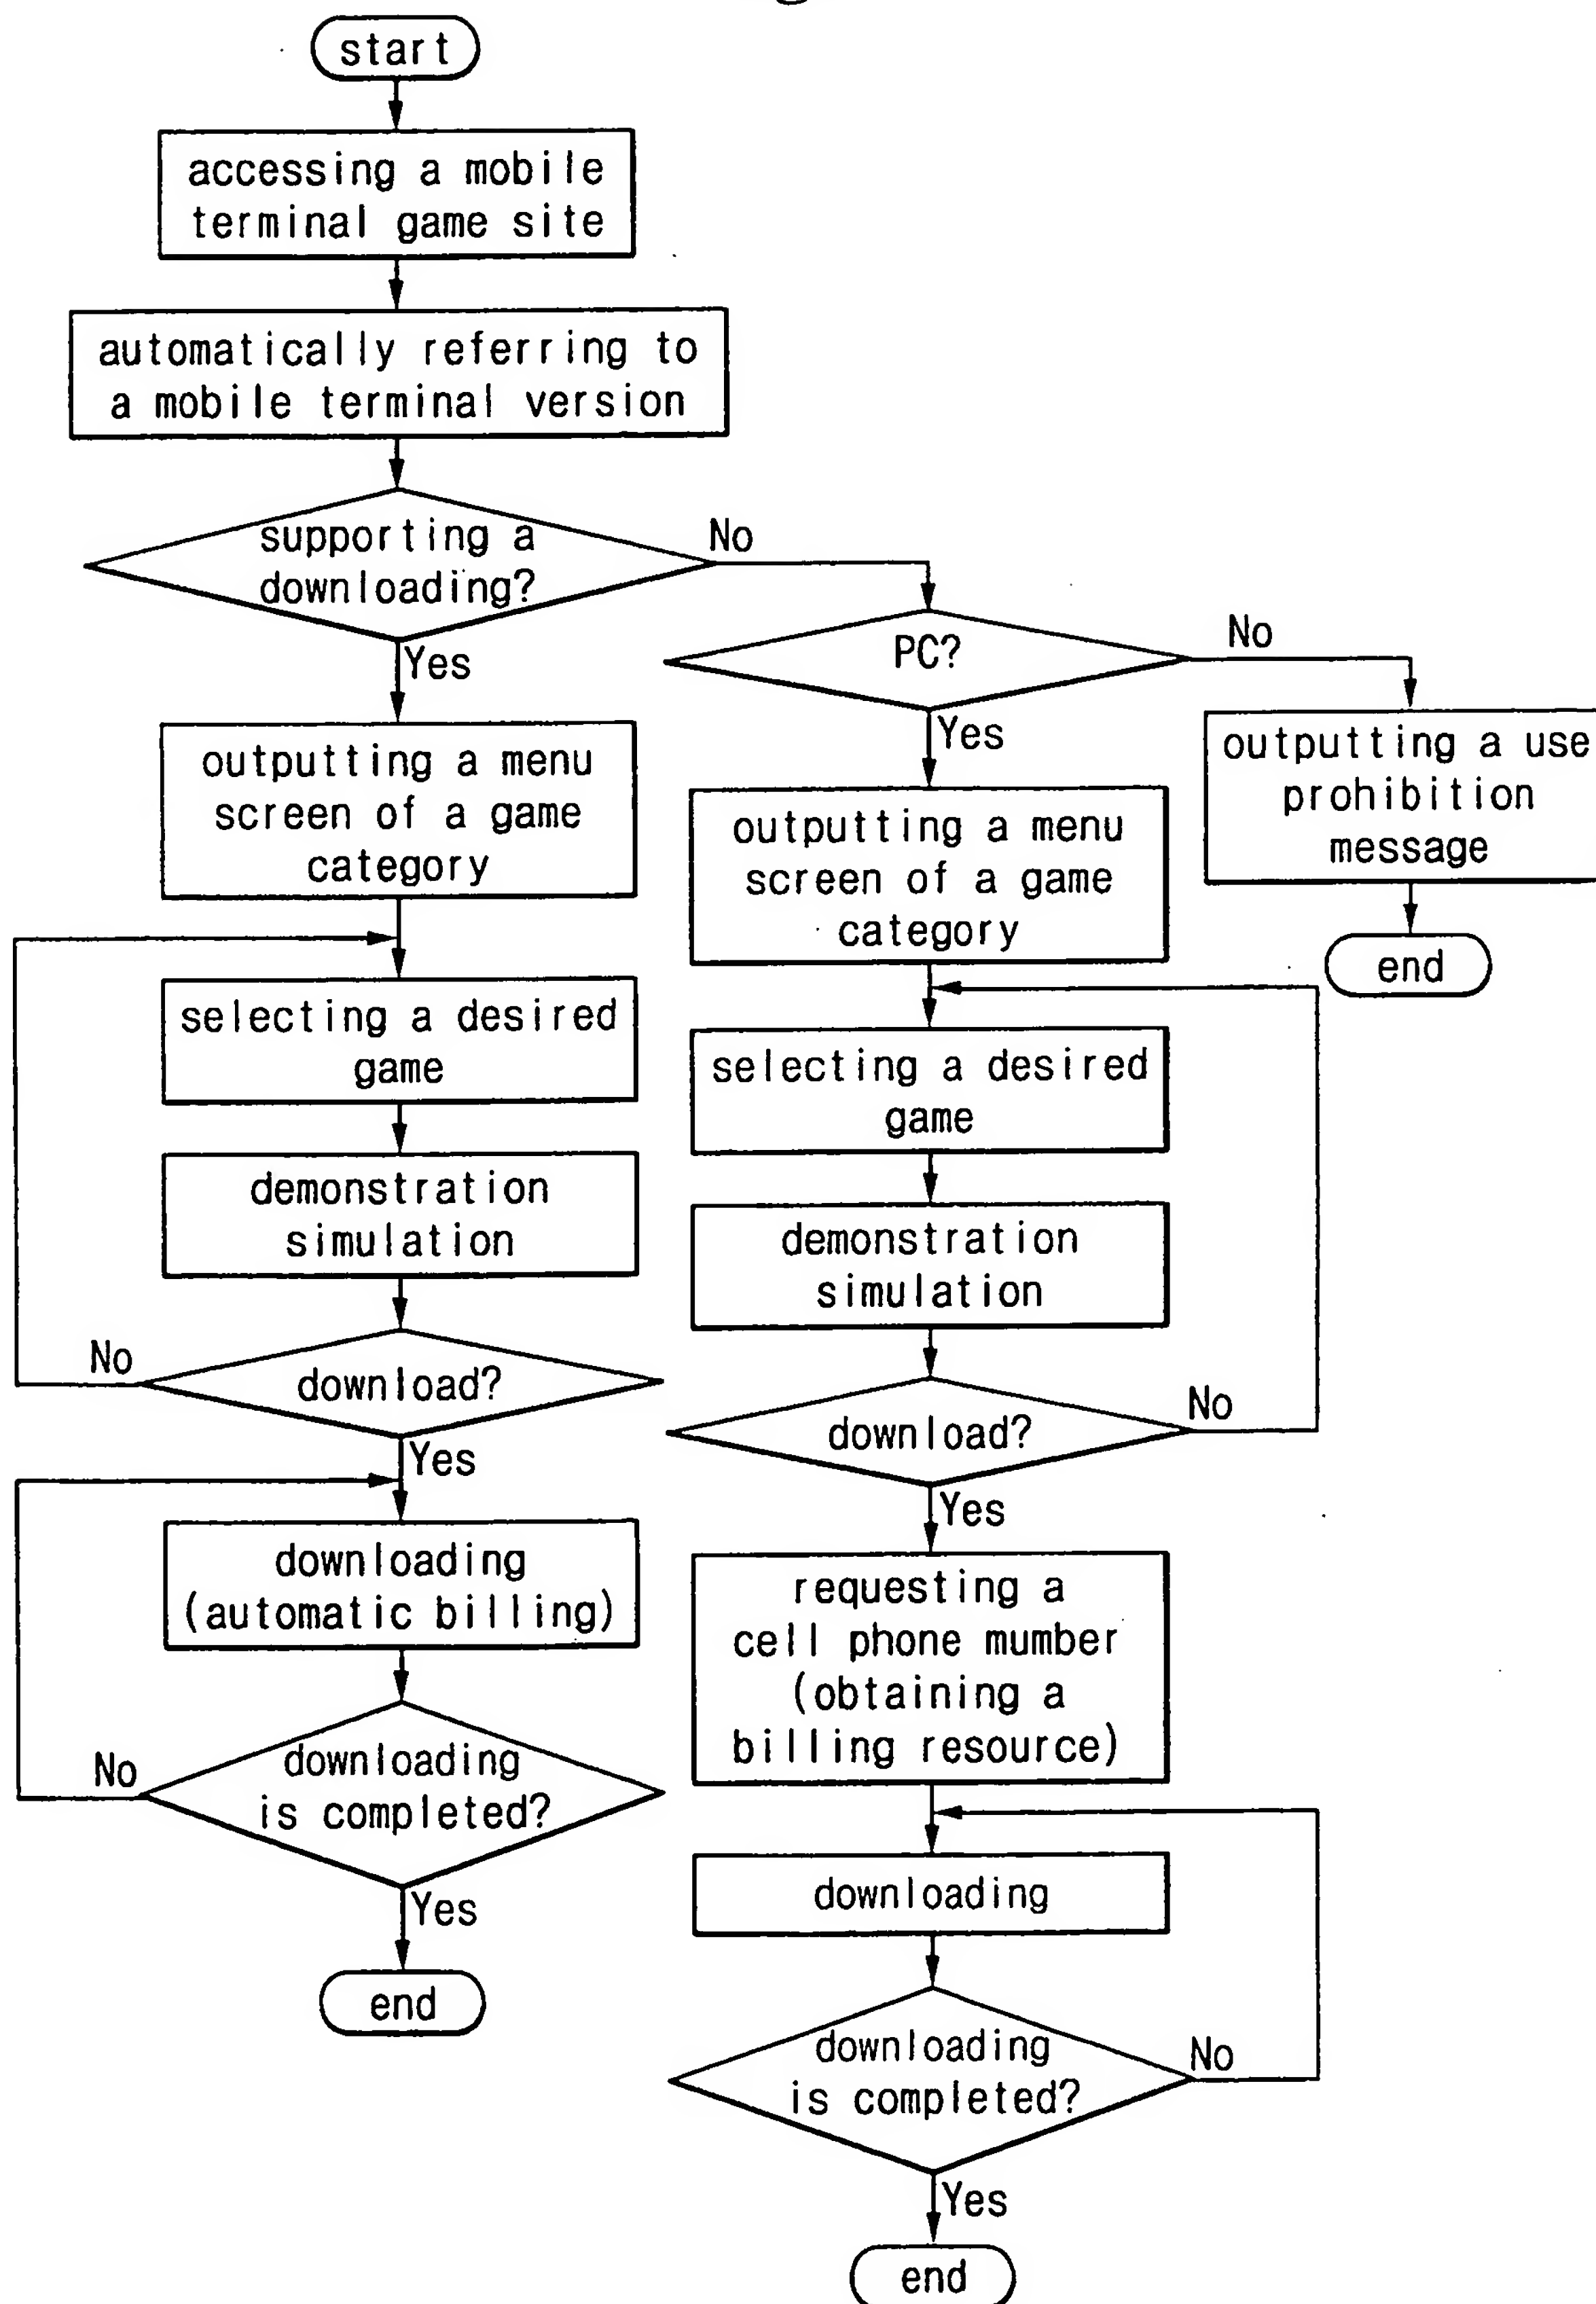 start
accessing a mobile
terminal game site
automatically referring to
a mobile terminal version
supporting a
downloading?
No
Yes
PC?
No
Yes
outputting a menu
screen of a game
category
outputting a menu
screen of a game
category
outputting a use
prohibition
message
end
selecting a desired
game
selecting a desired
game
demonstration
simulation
demonstration
simulation
No
download?
Yes
download?
No
Yes
downloading
(automatic billing)
requesting a
cell phone mumber
(obtaining a
billing resource)
No
downloading
is completed?
Yes
end
downloading
downloading
is completed?
No
Yes
end